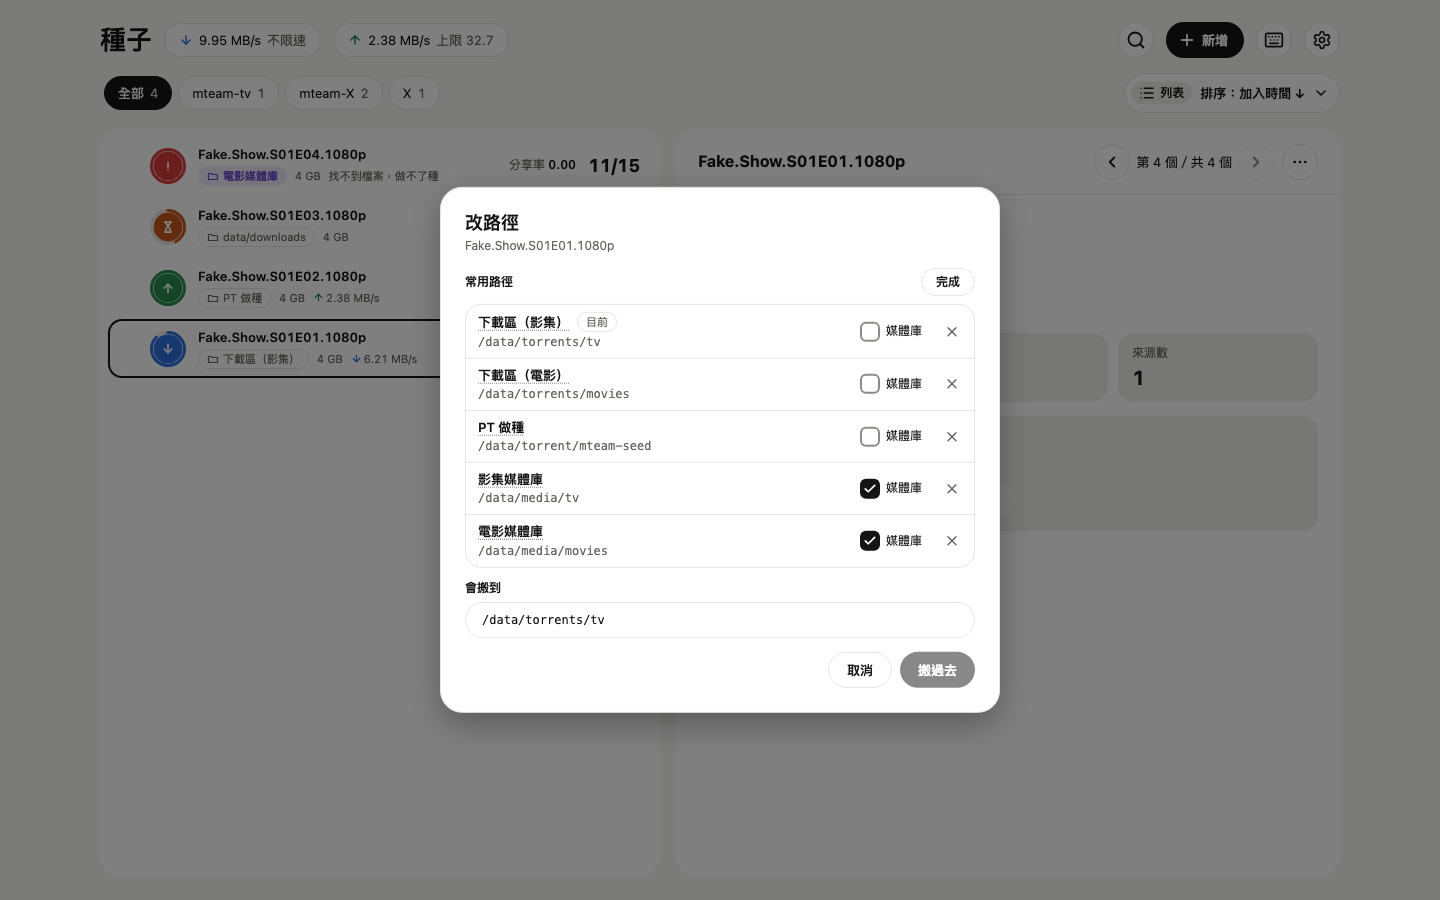 種子
9.95 MB/s 不限速
2.38 MB/s 上限 32.7
新增
全部 4
mteam-tv 1
mteam-X 2
X 1
列表
排序：加入時間
Fake.Show.S01E04.1080p
電影媒體庫 4 GB 找不到檔案，做不了種
分享率 0.00 11/15
Fake.Show.S01E03.1080p
data/downloads 4 GB
Fake.Show.S01E02.1080p
PT 做種 4 GB 2.38 MB/s
Fake.Show.S01E01.1080p
下載區（影集） 4 GB 6.21 MB/s
Fake.Show.S01E01.1080p
第 4 個 / 共 4 個
來源數
1
改路徑
Fake.Show.S01E01.1080p
常用路徑
完成
下載區（影集） 目前
/data/torrents/tv
媒體庫
下載區（電影）
/data/torrents/movies
媒體庫
PT 做種
/data/torrent/mteam-seed
媒體庫
影集媒體庫
/data/media/tv
媒體庫
電影媒體庫
/data/media/movies
媒體庫
會搬到
/data/torrents/tv
取消
搬過去